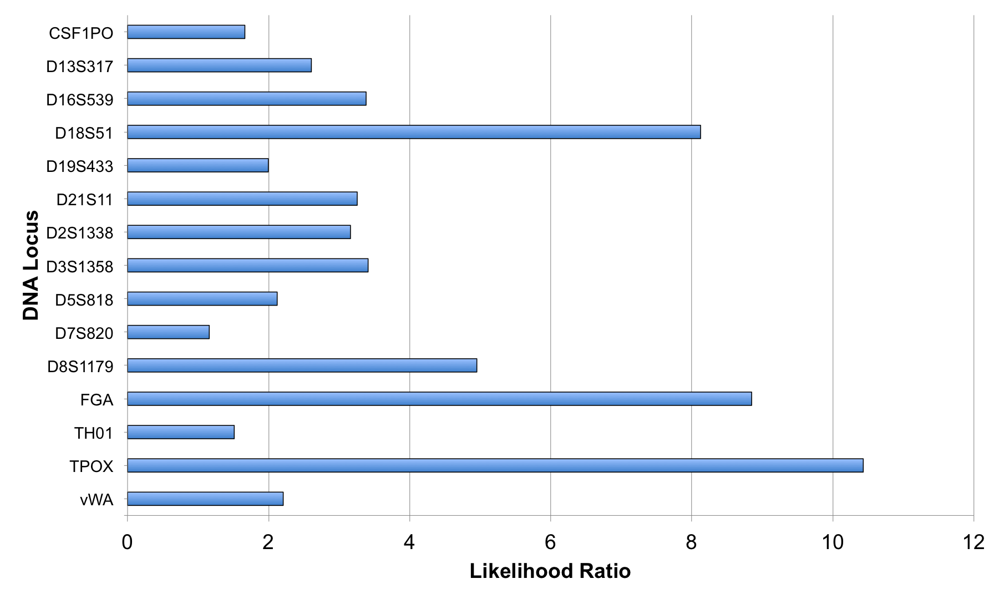 CSF1PO
D13S317
D16S539
D18S51
D19S433
D21S11
D2S1338
D3S1358
D5S818
D7S820
D8S1179
FGA
TH01
TPOX
vWA
DNA Locus
0 2 4 6 8 10 12
Likelihood Ratio